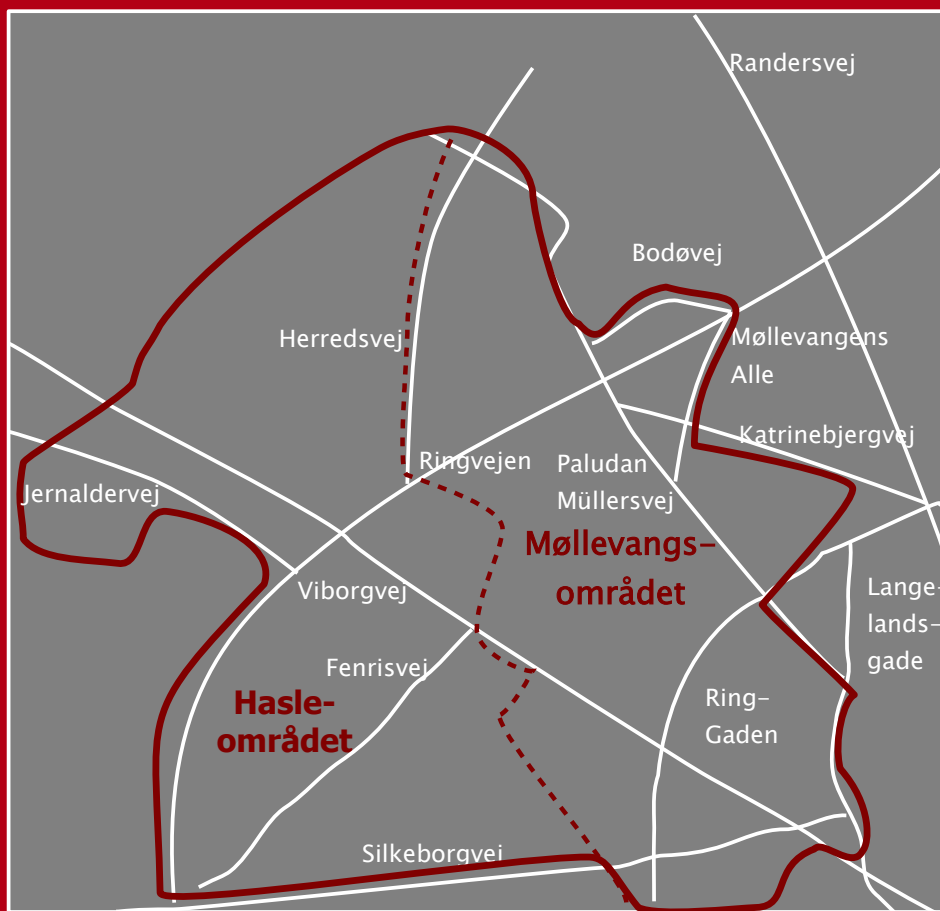 Randersvej
Bodøvej
Herredsvej
Møllevangens
Alle
Katrinebjergvej
Ringvejen
Paludan
Müllersvej
Jernaldervej
Møllevangs-
området
Viborgvej
Lange-
lands-
gade
Fenrisvej
Hasle-
området
Ring-
Gaden
Silkeborgvej